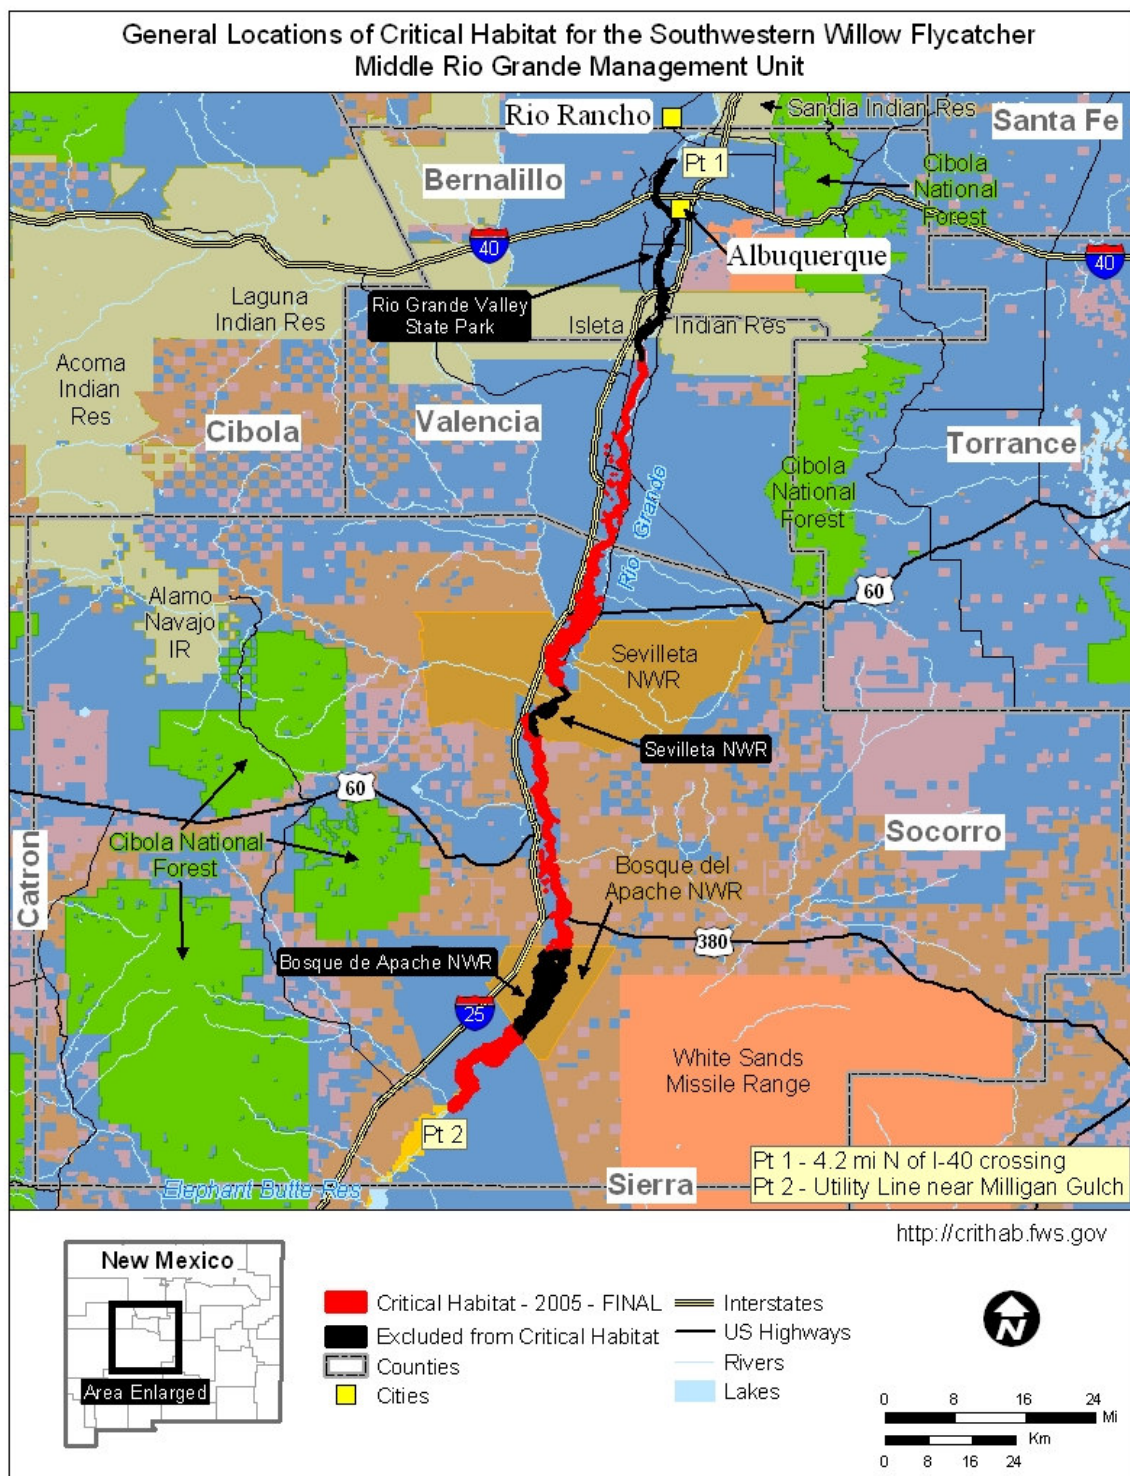 General Locations of Critical Habitat for the Southwestern Willow Flycatcher
Middle Rio Grande Management Unit
Rio Rancho
Sandia Indian Res
Santa Fe
Pt 1
Bernalillo
Cibola
National
Forest
40
Albuquerque
40
Laguna
Indian Res
Rio Grande Valley
State Park
Isleta
Indian Res
Acoma
Indian
Res
Cibola
Valencia
Torrance
Cibola
National
Forest
Rio Grande
60
Alamo
Navajo
IR
Sevilleta
NWR
Sevilleta NWR
60
Catron
Cibola National
Forest
Socorro
Bosque del
Apache NWR
380
Bosque de Apache NWR
25
White Sands
Missile Range
Pt 2
Pt 1 - 4.2 mi N of I-40 crossing
Pt 2 - Utility Line near Milligan Gulch
Elephant Butte Res
Sierra
http://crithab.fws.gov
New Mexico
Area Enlarged
Critical Habitat - 2005 - FINAL
Excluded from Critical Habitat
Counties
Cities
Interstates
US Highways
Rivers
Lakes
N
0 8 16 24
Mi
Km
0 8 16 24